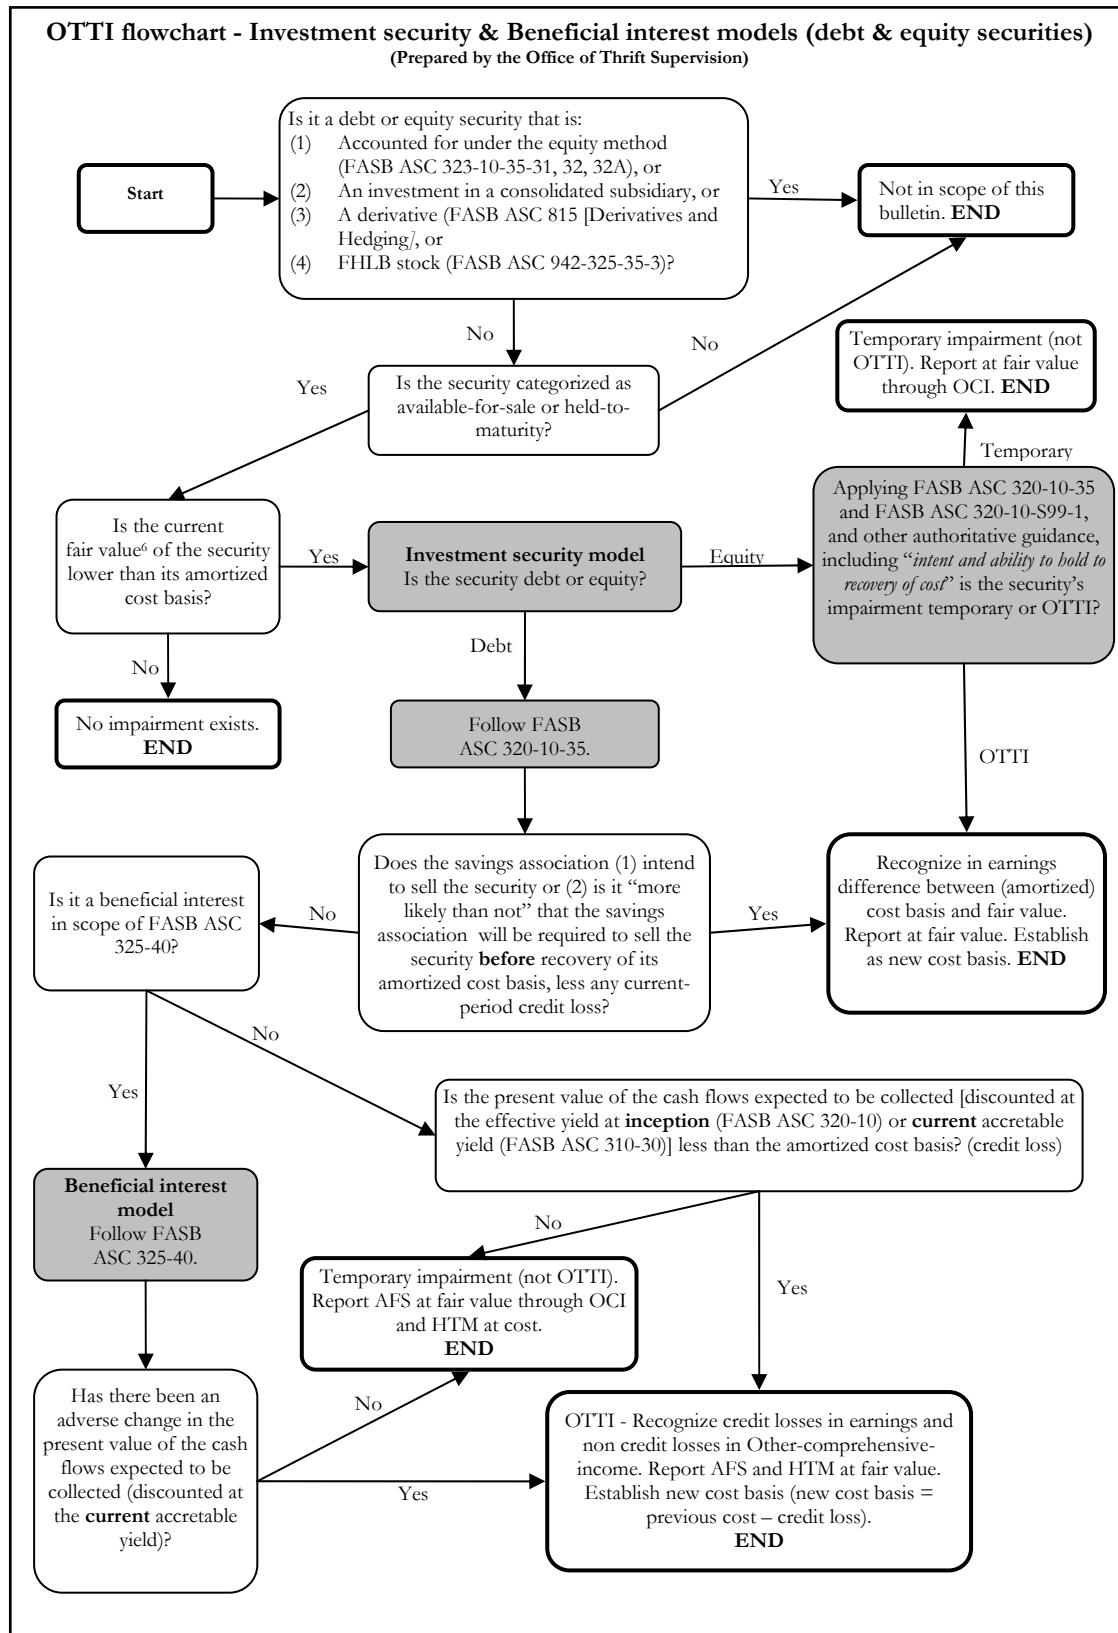 OTTI flowchart - Investment security & Beneficial interest models (debt & equity securities)
(Prepared by the Office of Thrift Supervision)
Start
Is it a debt or equity security that is:
(1) Accounted for under the equity method
(FASB ASC 323-10-35-31, 32, 32A), or
(2) An investment in a consolidated subsidiary, or
(3) A derivative (FASB ASC 815 [Derivatives and
Hedging], or
(4) FHLB stock (FASB ASC 942-325-35-3)?
Yes
Not in scope of this
bulletin. END
No
No
Yes
Is the security categorized as
available-for-sale or held-to-
maturity?
Temporary impairment (not
OTTI). Report at fair value
through OCI. END
Temporary
Is the current
fair value⁶ of the security
lower than its amortized
cost basis?
Yes
Investment security model
Is the security debt or equity?
Equity
Applying FASB ASC 320-10-35
and FASB ASC 320-10-S99-1,
and other authoritative guidance,
including “intent and ability to hold to
recovery of cost” is the security’s
impairment temporary or OTTI?
No
Debt
No impairment exists.
END
Follow FASB
ASC 320-10-35.
OTTI
Is it a beneficial interest
in scope of FASB ASC
325-40?
No
Does the savings association (1) intend
to sell the security or (2) is it “more
likely than not” that the savings
association will be required to sell the
security before recovery of its
amortized cost basis, less any current-
period credit loss?
Yes
Recognize in earnings
difference between (amortized)
cost basis and fair value.
Report at fair value. Establish
as new cost basis. END
No
Yes
Is the present value of the cash flows expected to be collected [discounted
at the effective yield at inception (FASB ASC 320-10) or current accretable
yield (FASB ASC 310-30)] less than the amortized cost basis? (credit loss)
Beneficial interest
model
Follow FASB
ASC 325-40.
No
Yes
Temporary impairment (not OTTI).
Report AFS at fair value through OCI
and HTM at cost.
END
Has there been an
adverse change in the
present value of the cash
flows expected to be
collected (discounted at
the current accretable
yield)?
No
Yes
OTTI - Recognize credit losses in earnings and
non credit losses in Other-comprehensive-
income. Report AFS and HTM at fair value.
Establish new cost basis (new cost basis =
previous cost – credit loss).
END